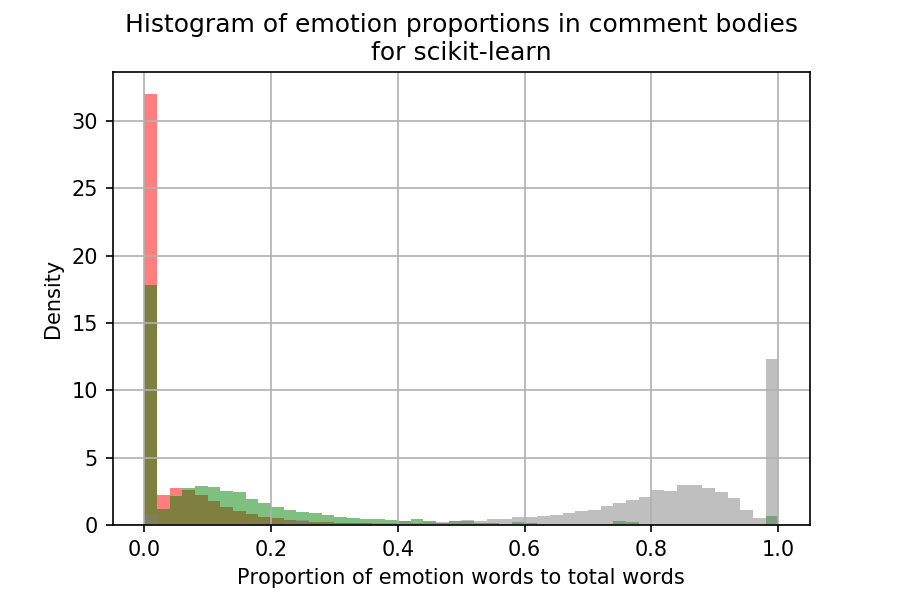 Histogram of emotion proportions in comment bodies
for scikit-learn
Density
30
25
20
15
10
5
0
0.0 0.2 0.4 0.6 0.8 1.0
Proportion of emotion words to total words